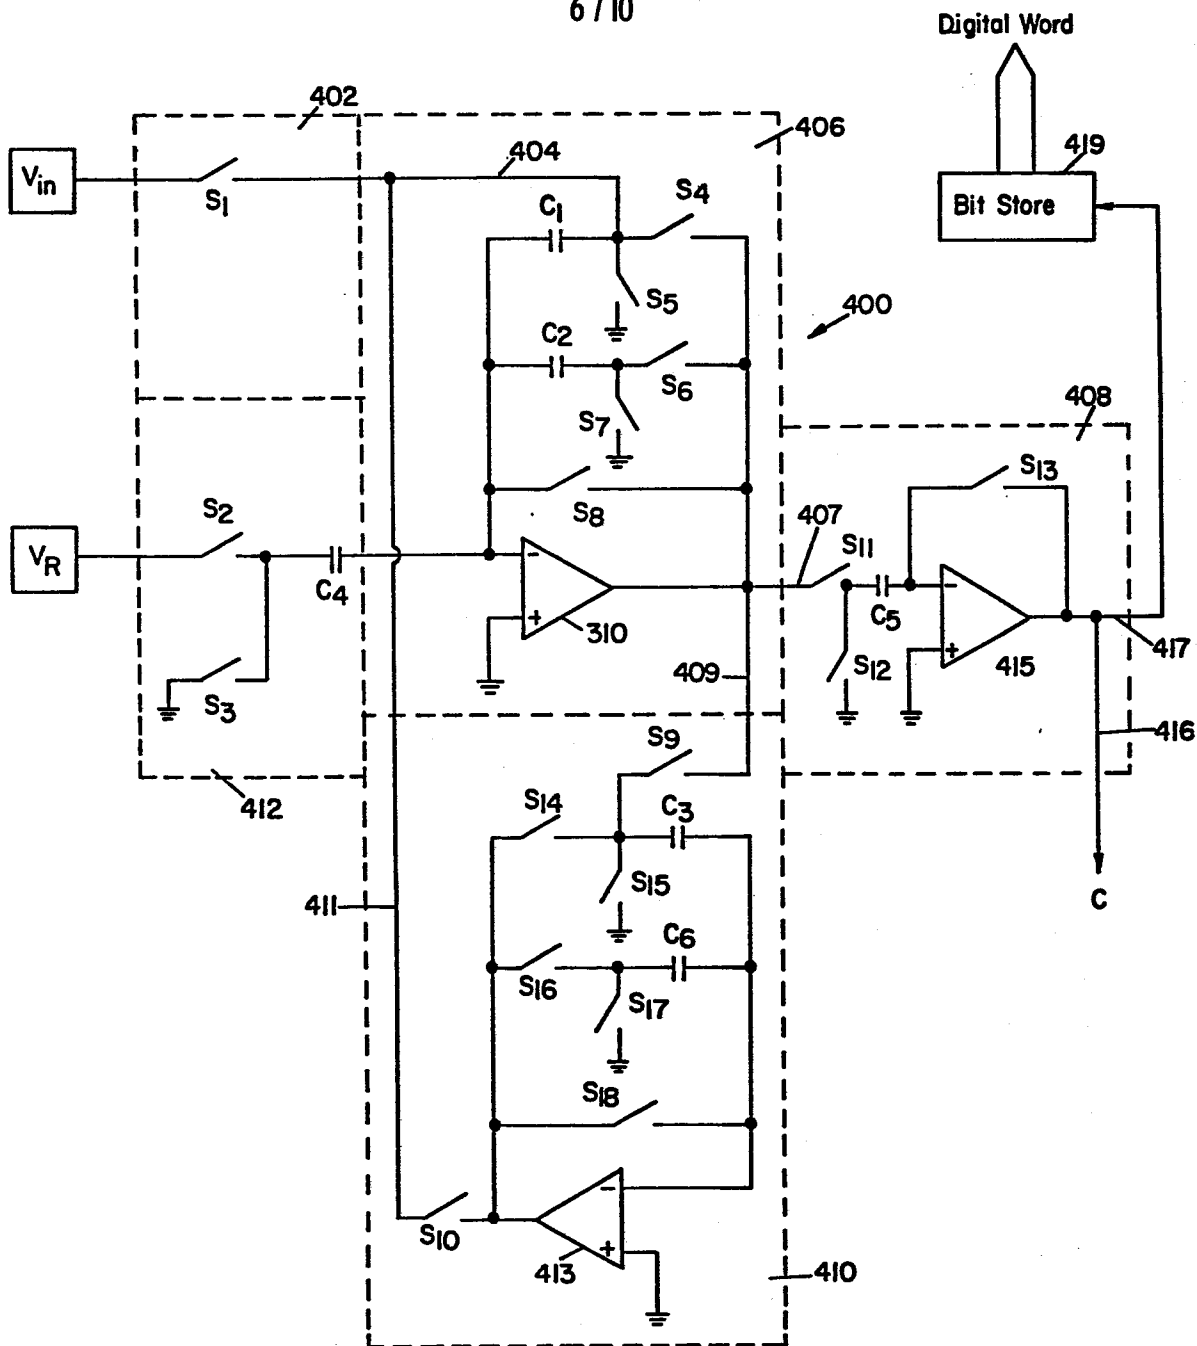 6/10
Digital Word
402
406
404
419
Vin
S1
C1
S4
Bit Store
S5
400
C2
S6
S7
408
S2
S8
S13
407
S11
VR
C4
-
+
310
C5
-
+
415
417
S3
409
S12
416
412
S9
S14
C3
411
S15
C
C6
S16
S17
S18
-
+
S10
413
410